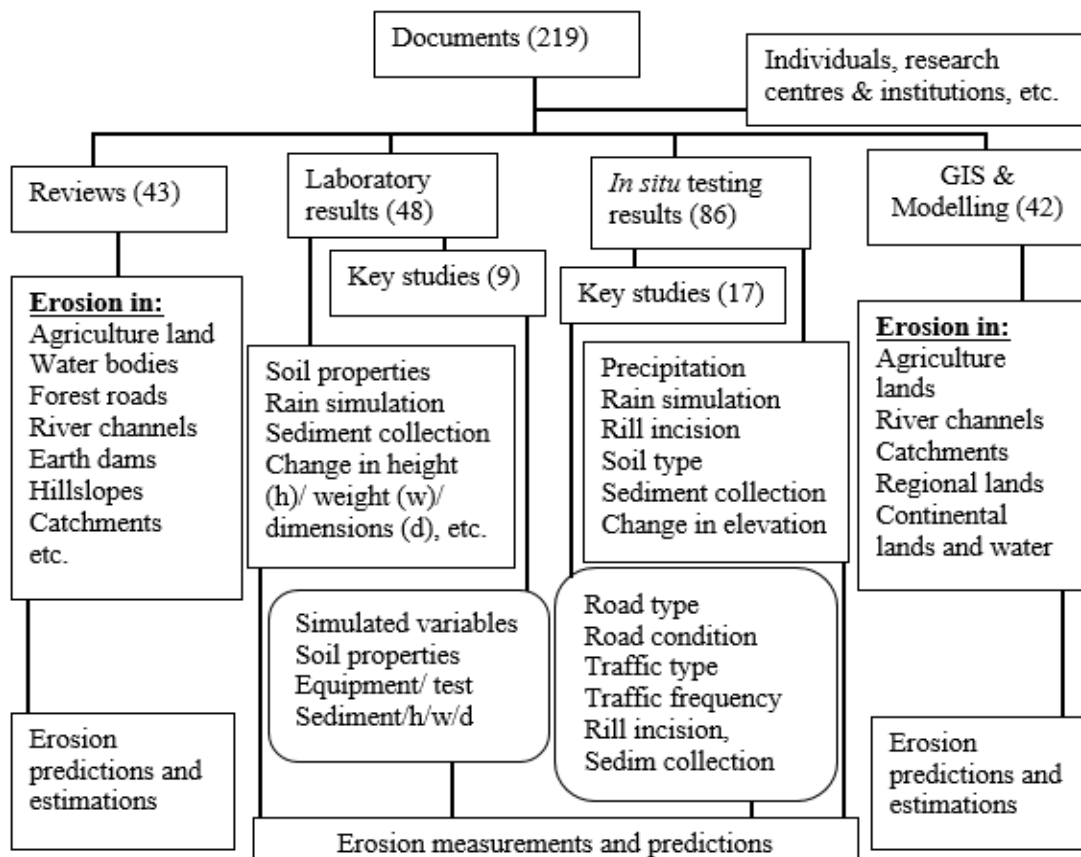 Documents (219)
Individuals, research
centres & institutions, etc.
Reviews (43)
Laboratory
results (48)
In situ testing
results (86)
GIS &
Modelling (42)
Key studies (9)
Key studies (17)
Erosion in:
Agriculture land
Water bodies
Forest roads
River channels
Earth dams
Hillslopes
Catchments
etc.
Soil properties
Rain simulation
Sediment collection
Change in height
(h)/ weight (w)/
dimensions (d), etc.
Precipitation
Rain simulation
Rill incision
Soil type
Sediment collection
Change in elevation
Erosion in:
Agriculture
lands
River channels
Catchments
Regional lands
Continental
lands and water
Simulated variables
Soil properties
Equipment/ test
Sediment/h/w/d
Road type
Road condition
Traffic type
Traffic frequency
Rill incision,
Sedim collection
Erosion
predictions and
estimations
Erosion
predictions and
estimations
Erosion measurements and predictions